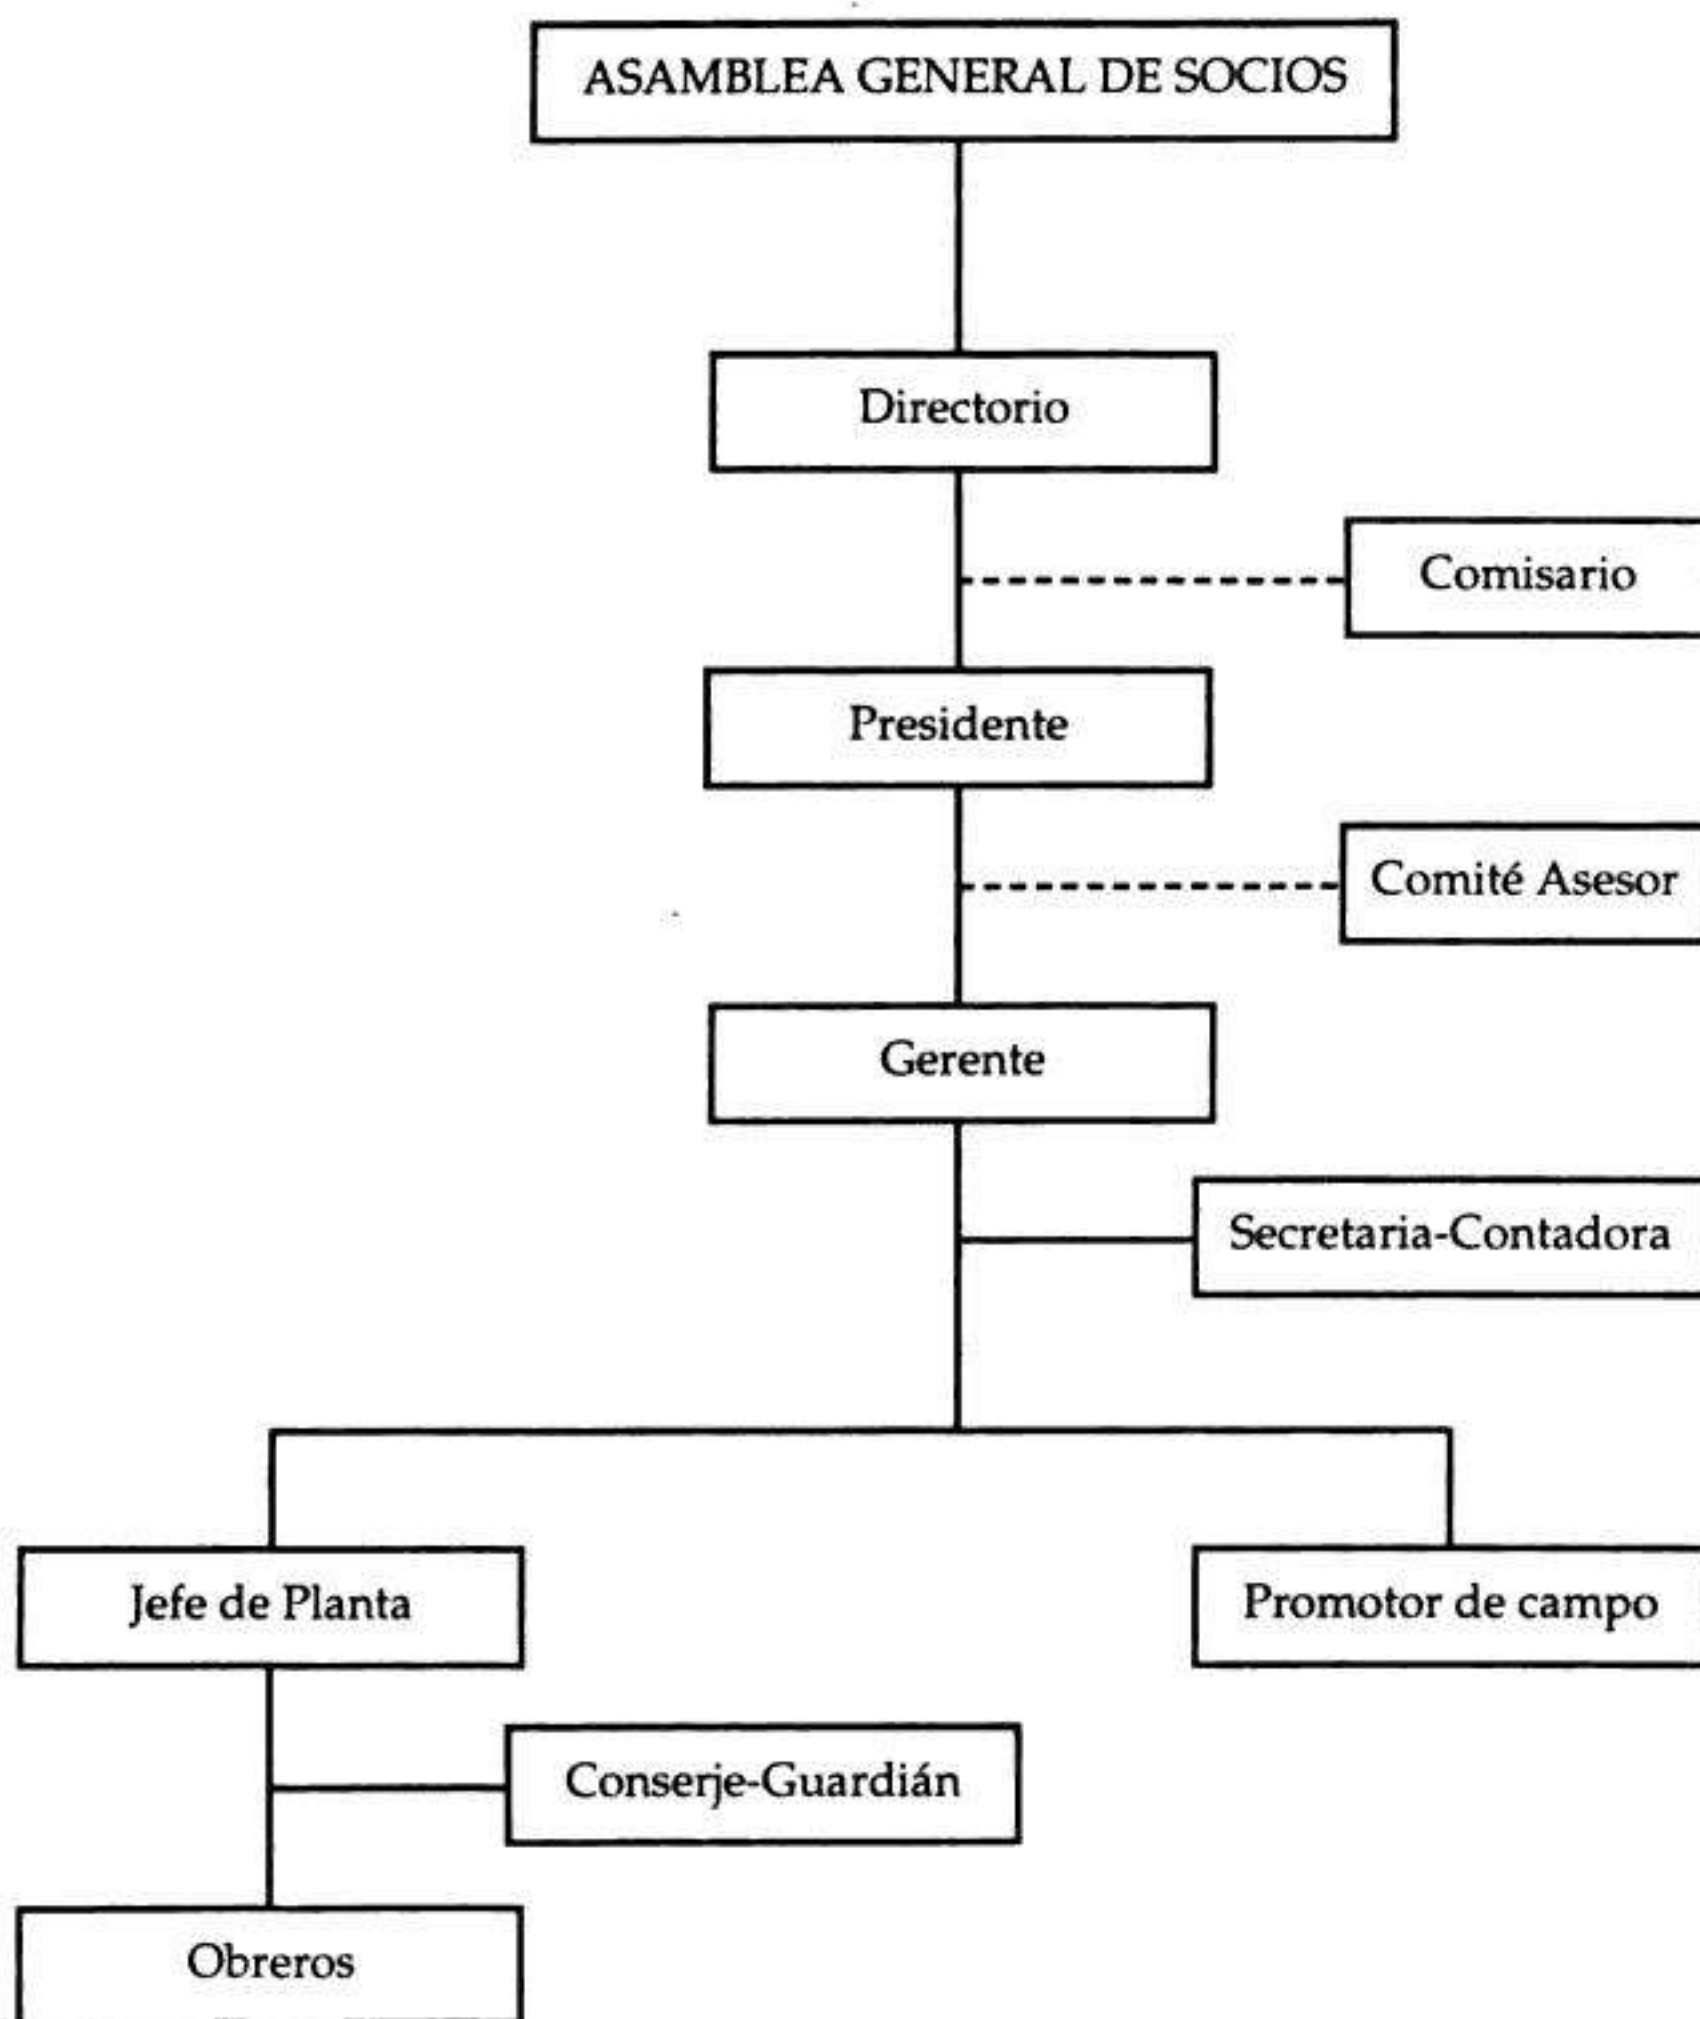 ASAMBLEA GENERAL DE SOCIOS
Directorio
Comisario
Presidente
Comité Asesor
Gerente
Secretaria-Contadora
Jefe de Planta
Promotor de campo
Conserje-Guardián
Obreros